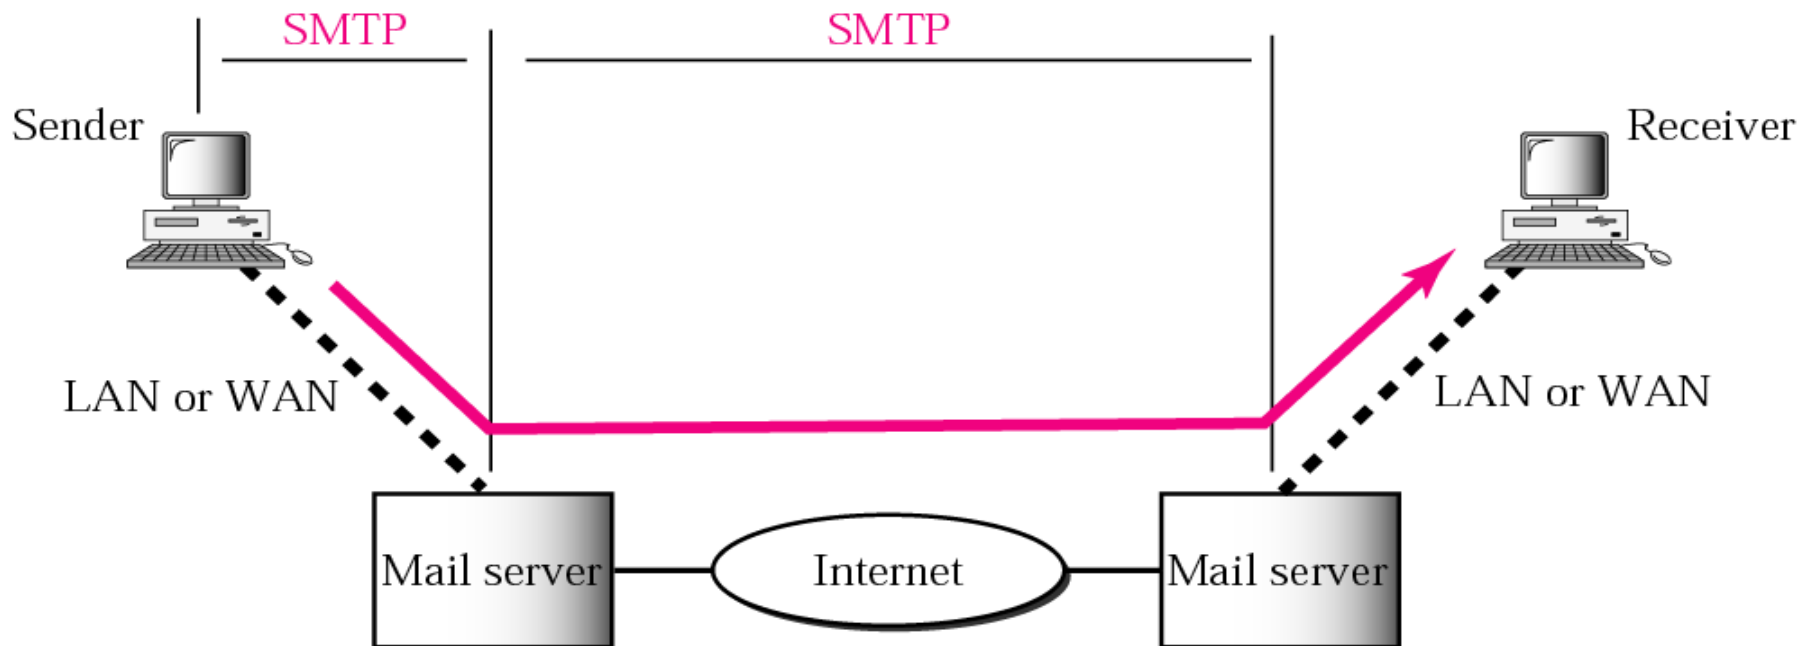 SMTP
SMTP
Sender
Receiver
LAN or WAN
LAN or WAN
Mail server
Internet
Mail server